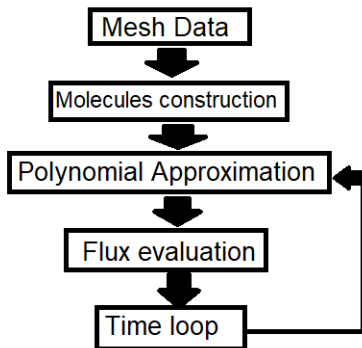 Mesh Data
Molecules construction
Polynomial Approximation
Flux evaluation
Time loop